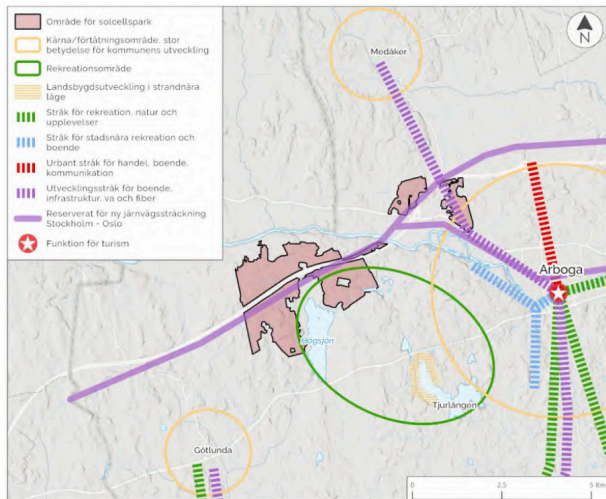 Område för solcellspark
Kärna/förtätningsområde, stor
betydelse för kommunens utveckling
Rekreationsområde
Landsbygdsutveckling i strandnära
läge
Stråk för rekreation, natur och
upplevelser
Stråk för stadsnära rekreation och
boende
Urbant stråk för handel, boende,
kommunikation
Utvecklingsstråk för boende,
infrastruktur, va och fiber
Reserverat för ny järnvägssträckning
Stockholm - Oslo
Funktion för turism
N
Medåker
Arboga
Högsjön
Tjurlången
Götlunda
0 2.5 5 Km